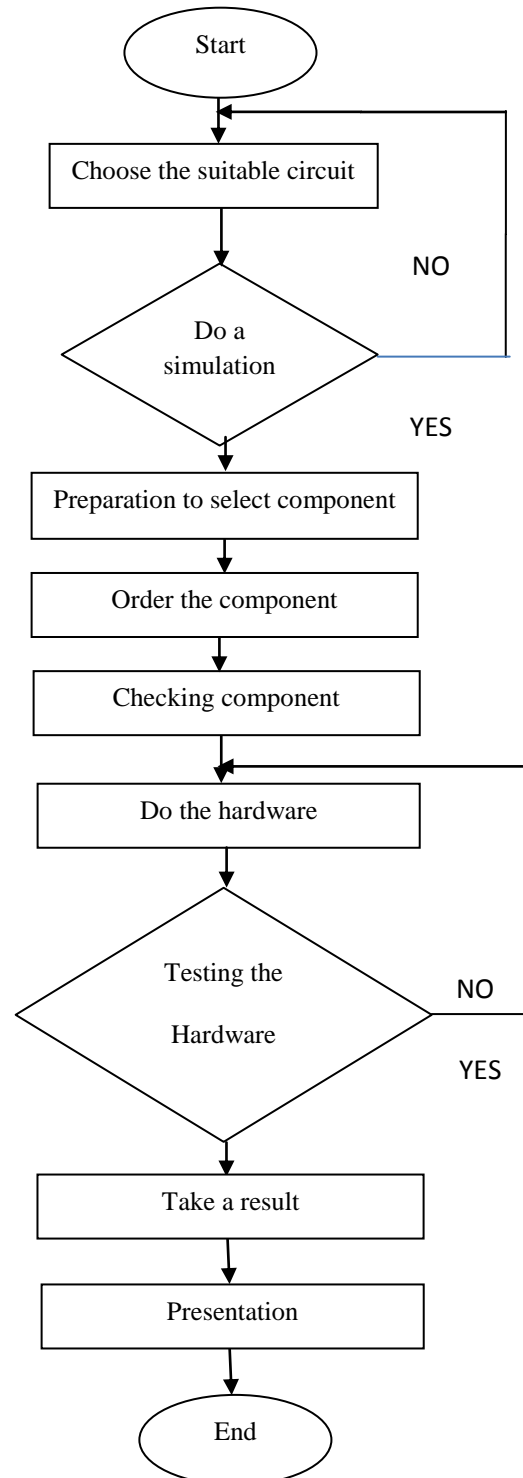 Start
Choose the suitable circuit
NO
Do a
simulation
YES
Preparation to select component
Order the component
Checking component
Do the hardware
Testing the
NO
Hardware
YES
Take a result
Presentation
End